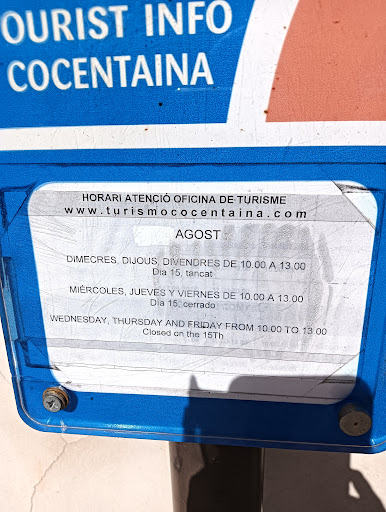 OURIST INFO
COCENTAINA
HORARI ATENCIÓ OFICINA DE TURISME
www.turismococentaina.com
AGOST
DIMECRES, DIJOUS, DIVENDRES DE 10.00 A 13.00
Dia 15, tancat
MIÉRCOLES, JUEVES Y VIERNES DE 10.00 A 13.00
Día 15, cerrado
WEDNESDAY, THURSDAY AND FRIDAY FROM 10.00 TO 13.00
Closed on the 15Th